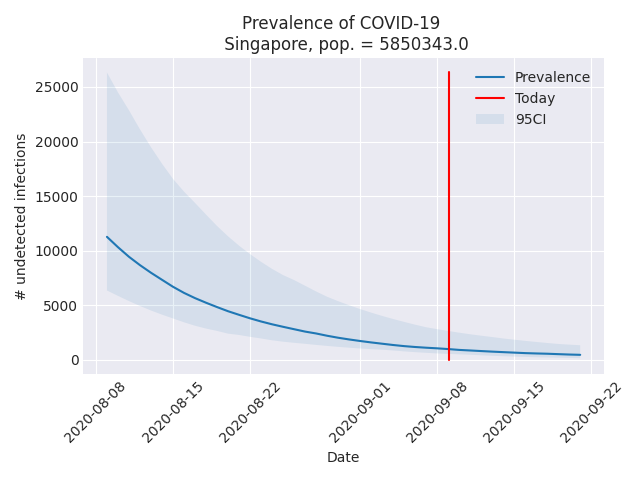 Prevalence of COVID-19
Singapore, pop. = 5850343.0
Prevalence
Today
95CI
25000
20000
15000
10000
5000
0
# undetected infections
2020-08-08
2020-08-15
2020-08-22
2020-09-01
2020-09-08
2020-09-15
2020-09-22
Date